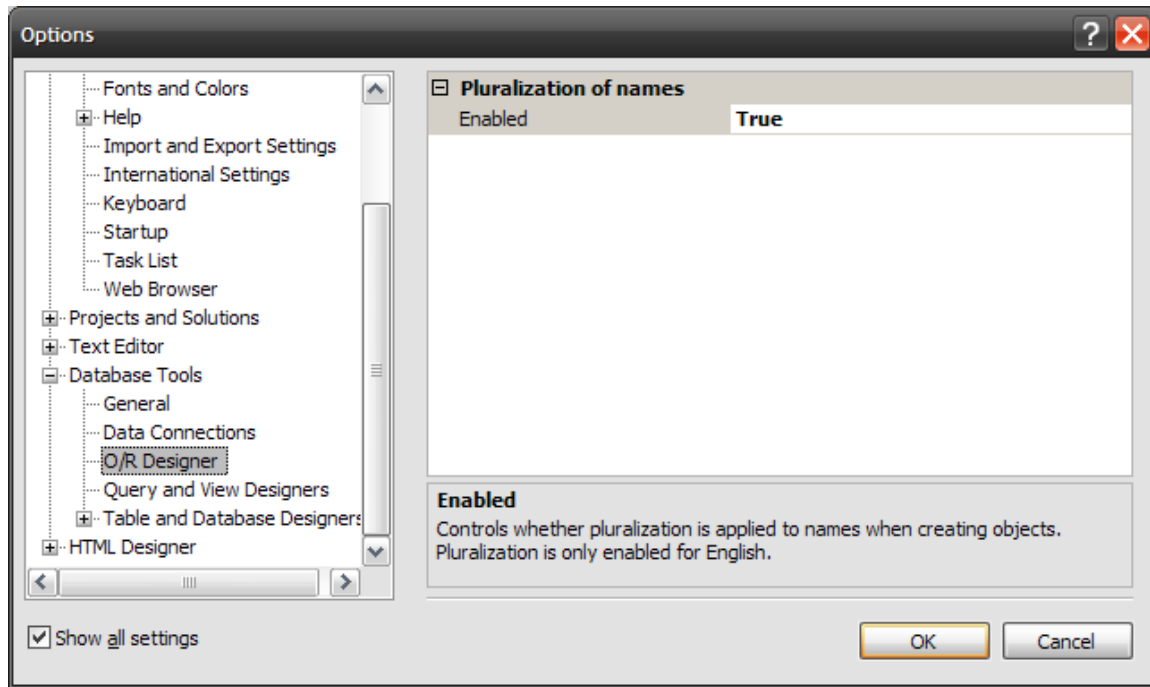 Options
Fonts and Colors
Help
Import and Export Settings
International Settings
Keyboard
Startup
Task List
Web Browser
Projects and Solutions
Text Editor
Database Tools
General
Data Connections
O/R Designer
Query and View Designers
Table and Database Designers
HTML Designer
Pluralization of names
Enabled True
Enabled
Controls whether pluralization is applied to names when creating objects.
Pluralization is only enabled for English.
Show all settings
OK Cancel